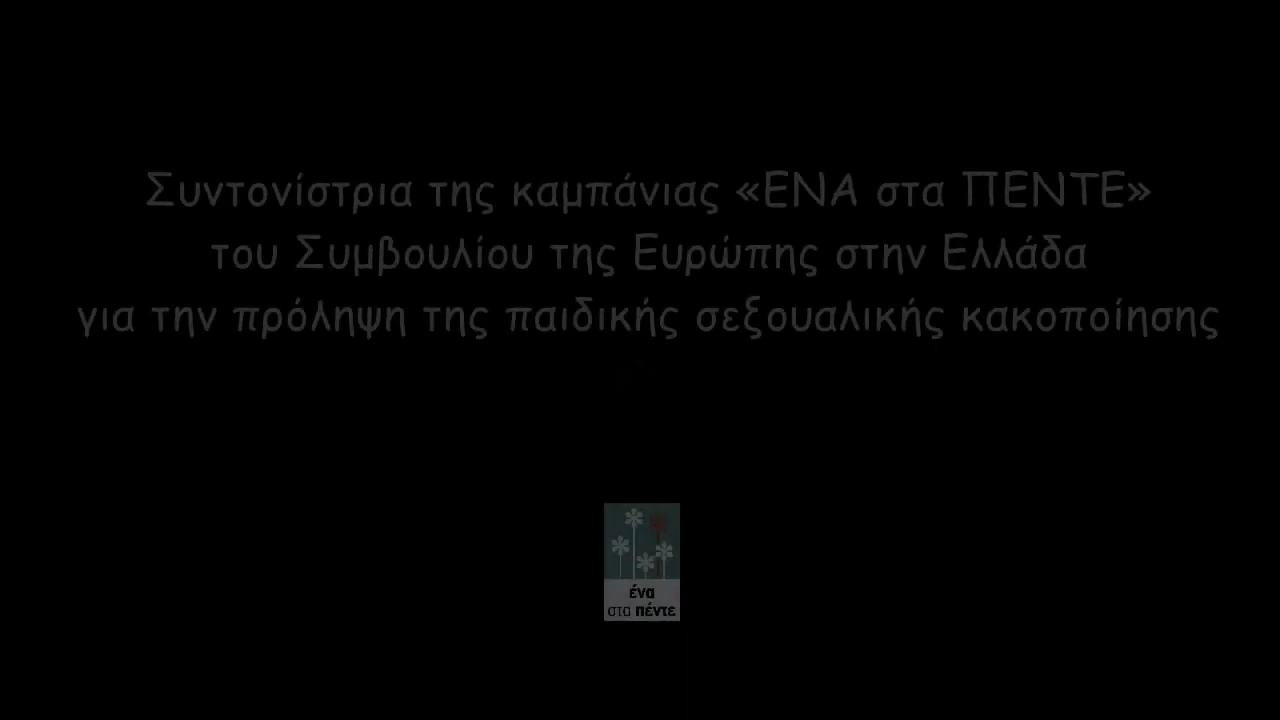 Συντονίστρια της καμπάνιας «ΕΝΑ στα ΠΕΝΤΕ»
του Συμβουλίου της Ευρώπης στην Ελλάδα
για την πρόληψη της παιδικής σεξουαλικής κακοποίησης
ένα
στα πέντε